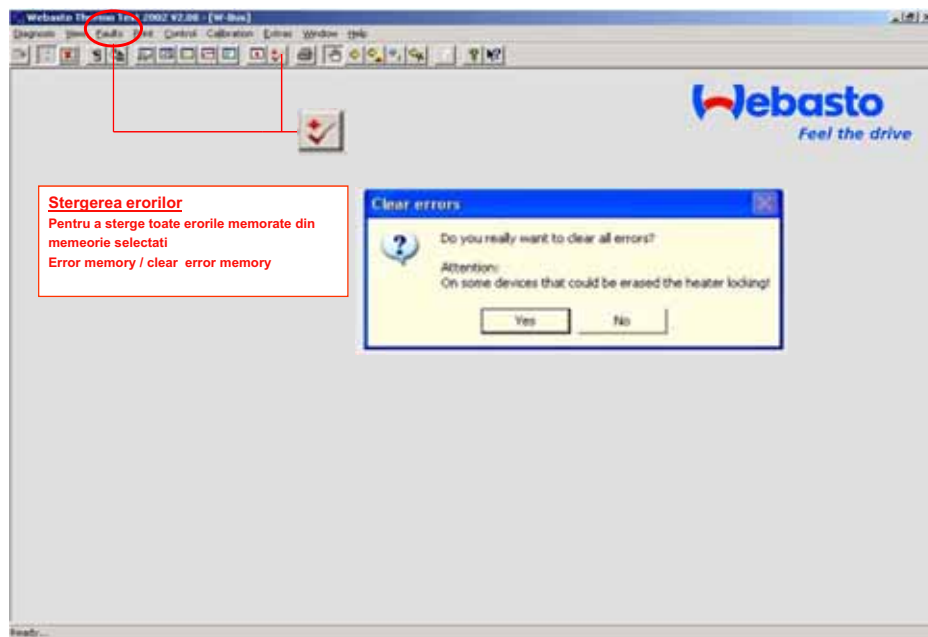 Webasto Thermo Test 2002 V2.08 - [W-Bus]
Diagnosis View Faults Print Control Calibration Extras Window Help
Webasto
Feel the drive
Stergerea erorilor
Pentru a sterge toate erorile memorate din
memeorie selectati
Error memory / clear error memory
Clear errors
Do you really want to clear all errors?
Attention:
On some devices that could be erased the heater locking!
Yes No
Ready...